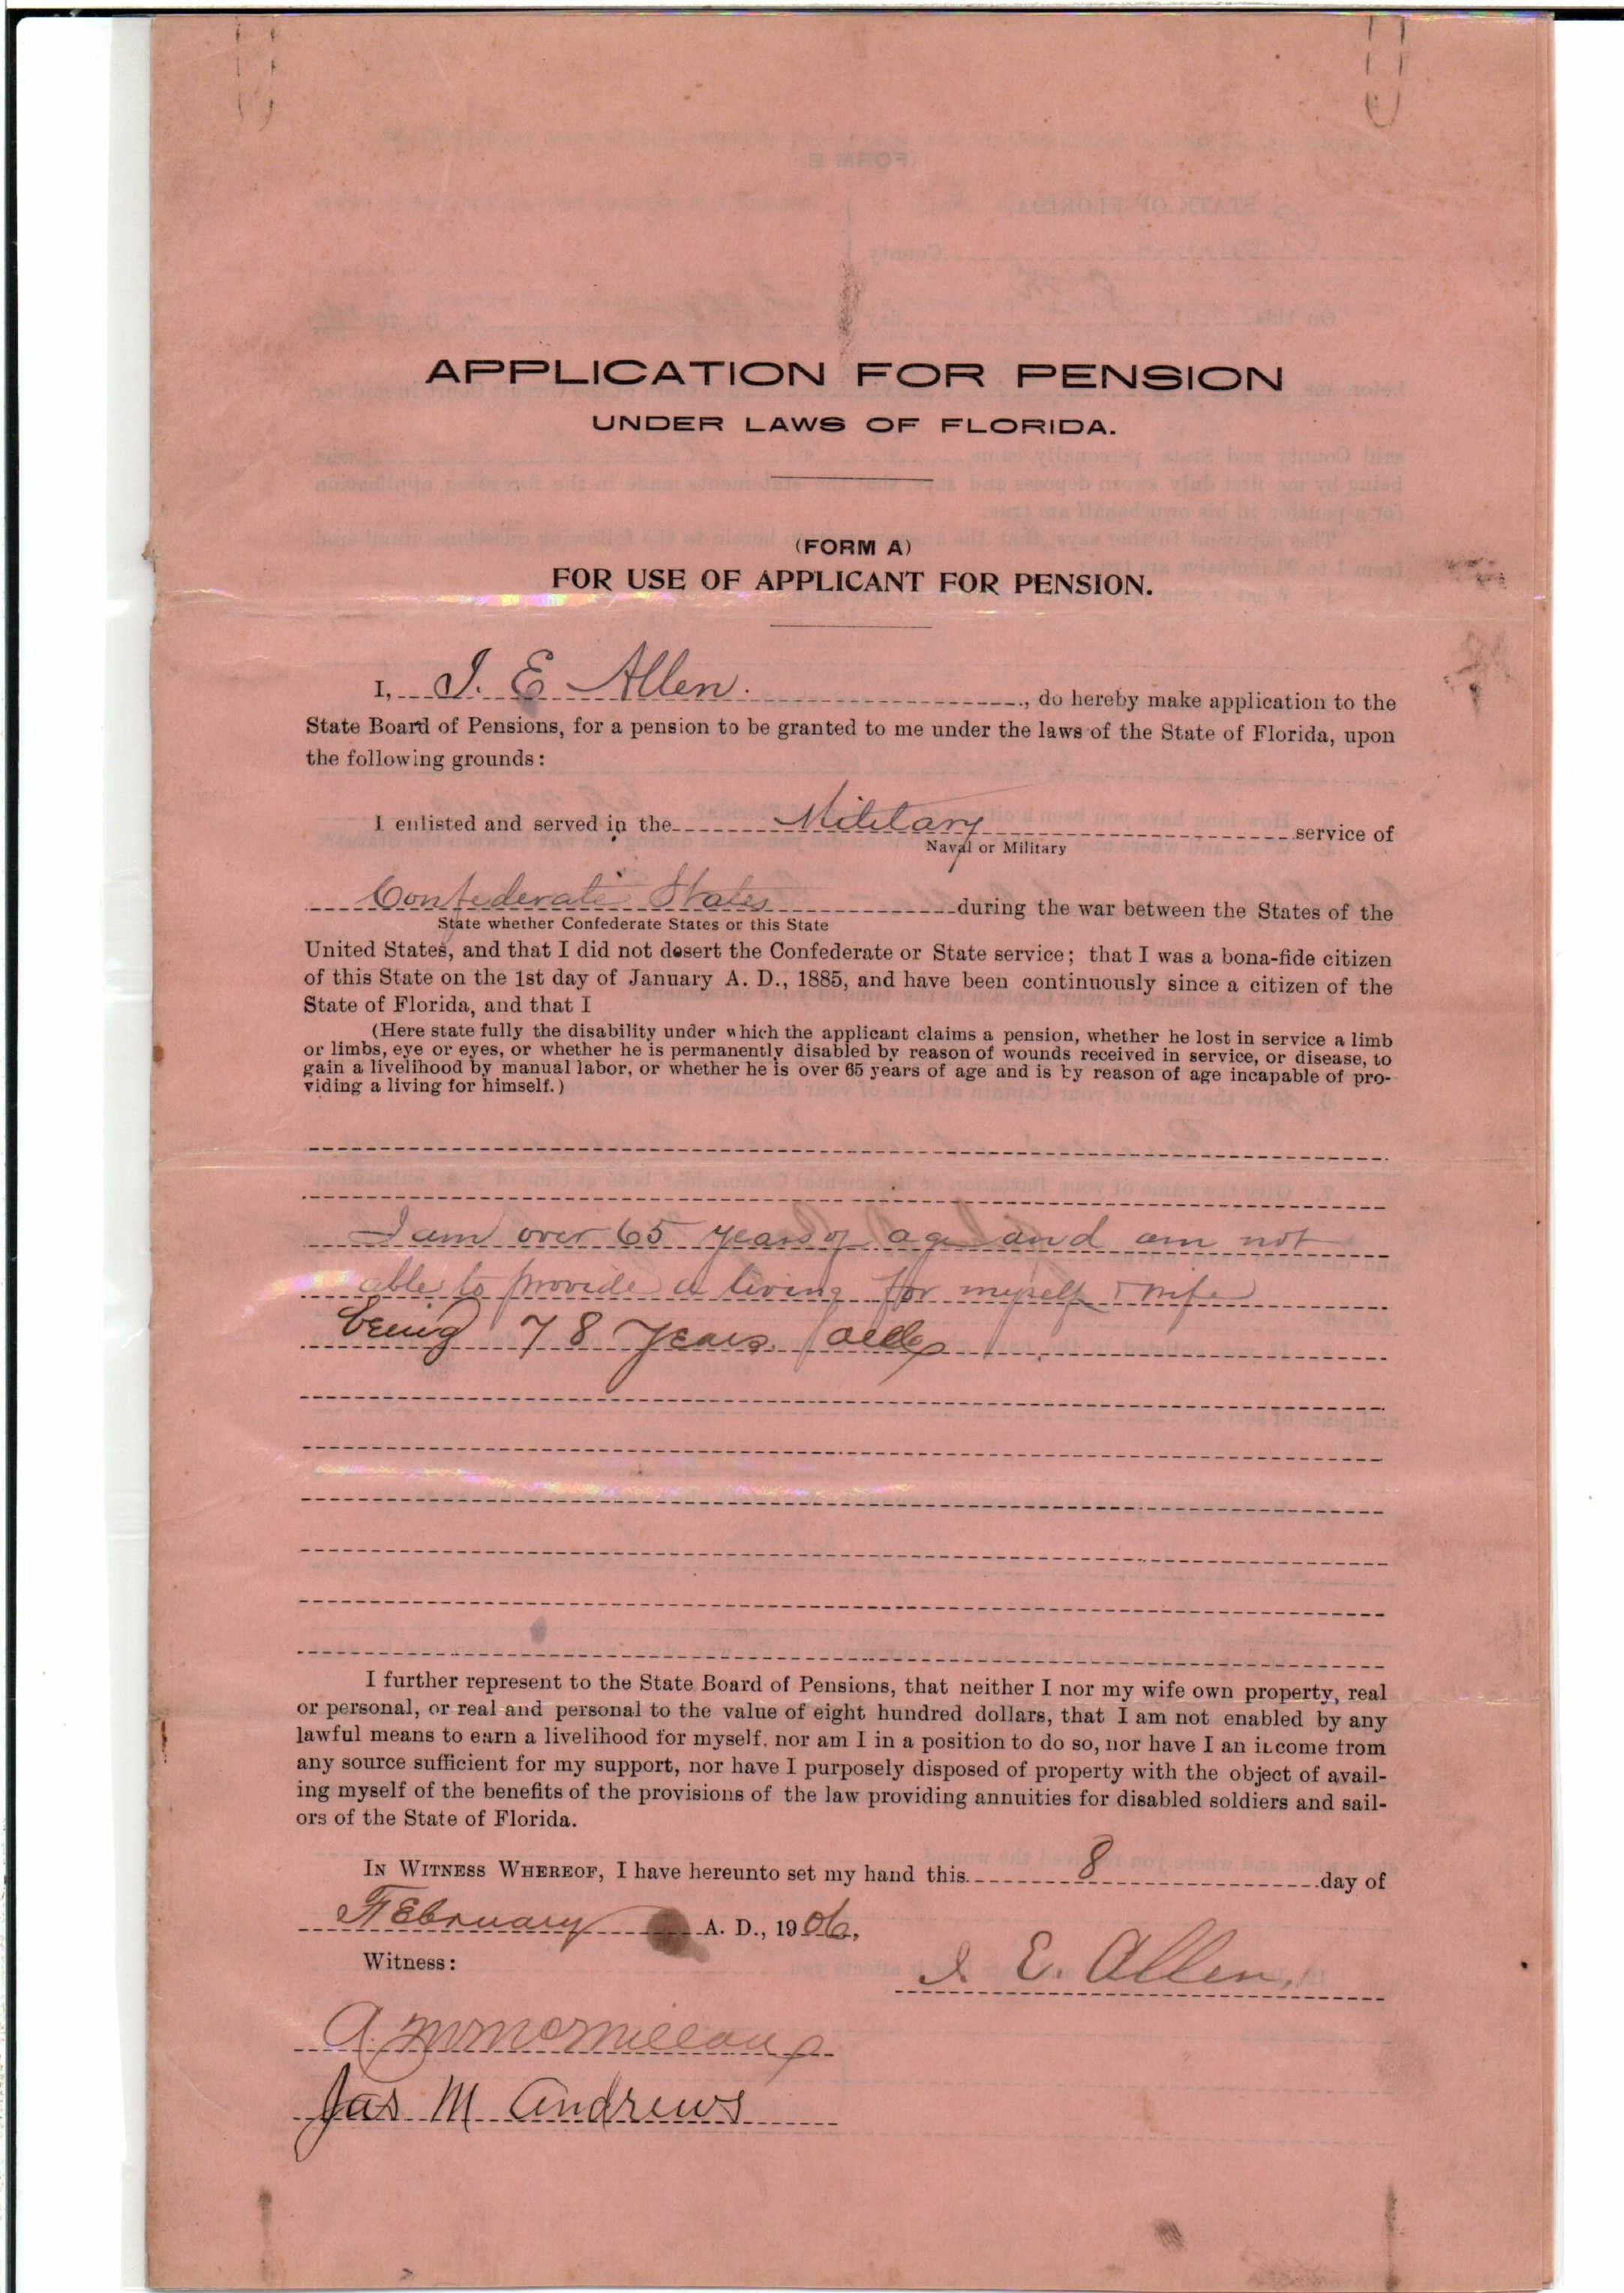 APPLICATION FOR PENSION
UNDER LAWS OF FLORIDA.
(FORM A)
FOR USE OF APPLICANT FOR PENSION.
I, J. E Allen. , do hereby make application to the
State Board of Pensions, for a pension to be granted to me under the laws of the State of Florida, upon
the following grounds:
I enlisted and served in the Military service of
Naval or Military
Confederate States during the war between the States of the
State whether Confederate States or this State
United States, and that I did not desert the Confederate or State service; that I was a bona-fide citizen
of this State on the 1st day of January A. D., 1885, and have been continuously since a citizen of the
State of Florida, and that I
(Here state fully the disability under which the applicant claims a pension, whether he lost in service a limb
or limbs, eye or eyes, or whether he is permanently disabled by reason of wounds received in service, or disease, to
gain a livelihood by manual labor, or whether he is over 65 years of age and is by reason of age incapable of pro-
viding a living for himself.)
I am over 65 years of age and am not
able to provide a living for myself & wife
being 78 years old
I further represent to the State Board of Pensions, that neither I nor my wife own property, real
or personal, or real and personal to the value of eight hundred dollars, that I am not enabled by any
lawful means to earn a livelihood for myself, nor am I in a position to do so, nor have I an income from
any source sufficient for my support, nor have I purposely disposed of property with the object of avail-
ing myself of the benefits of the provisions of the law providing annuities for disabled soldiers and sail-
ors of the State of Florida.
IN WITNESS WHEREOF, I have hereunto set my hand this 8 day of
February A. D., 1906,
Witness:
J. E. Allen.
A. M McMillan
Jas M Andrews